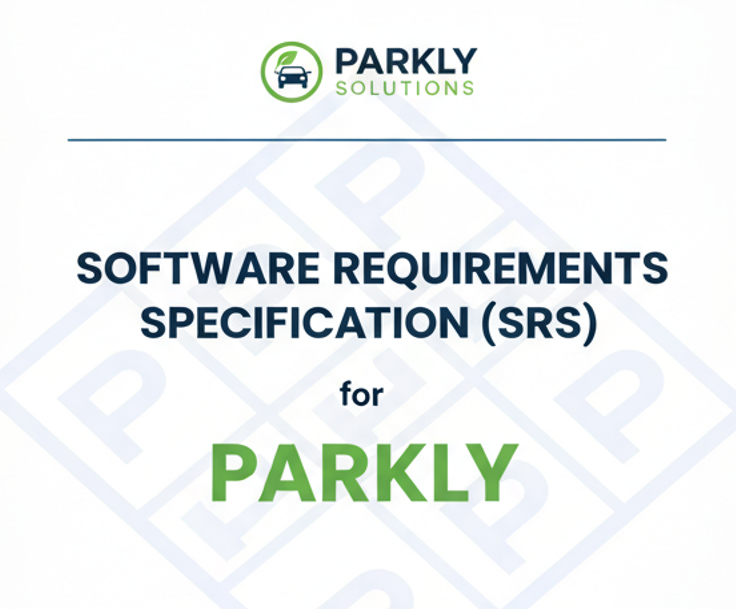 PARKLY
SOLUTIONS
SOFTWARE REQUIREMENTS
SPECIFICATION (SRS)
for
PARKLY